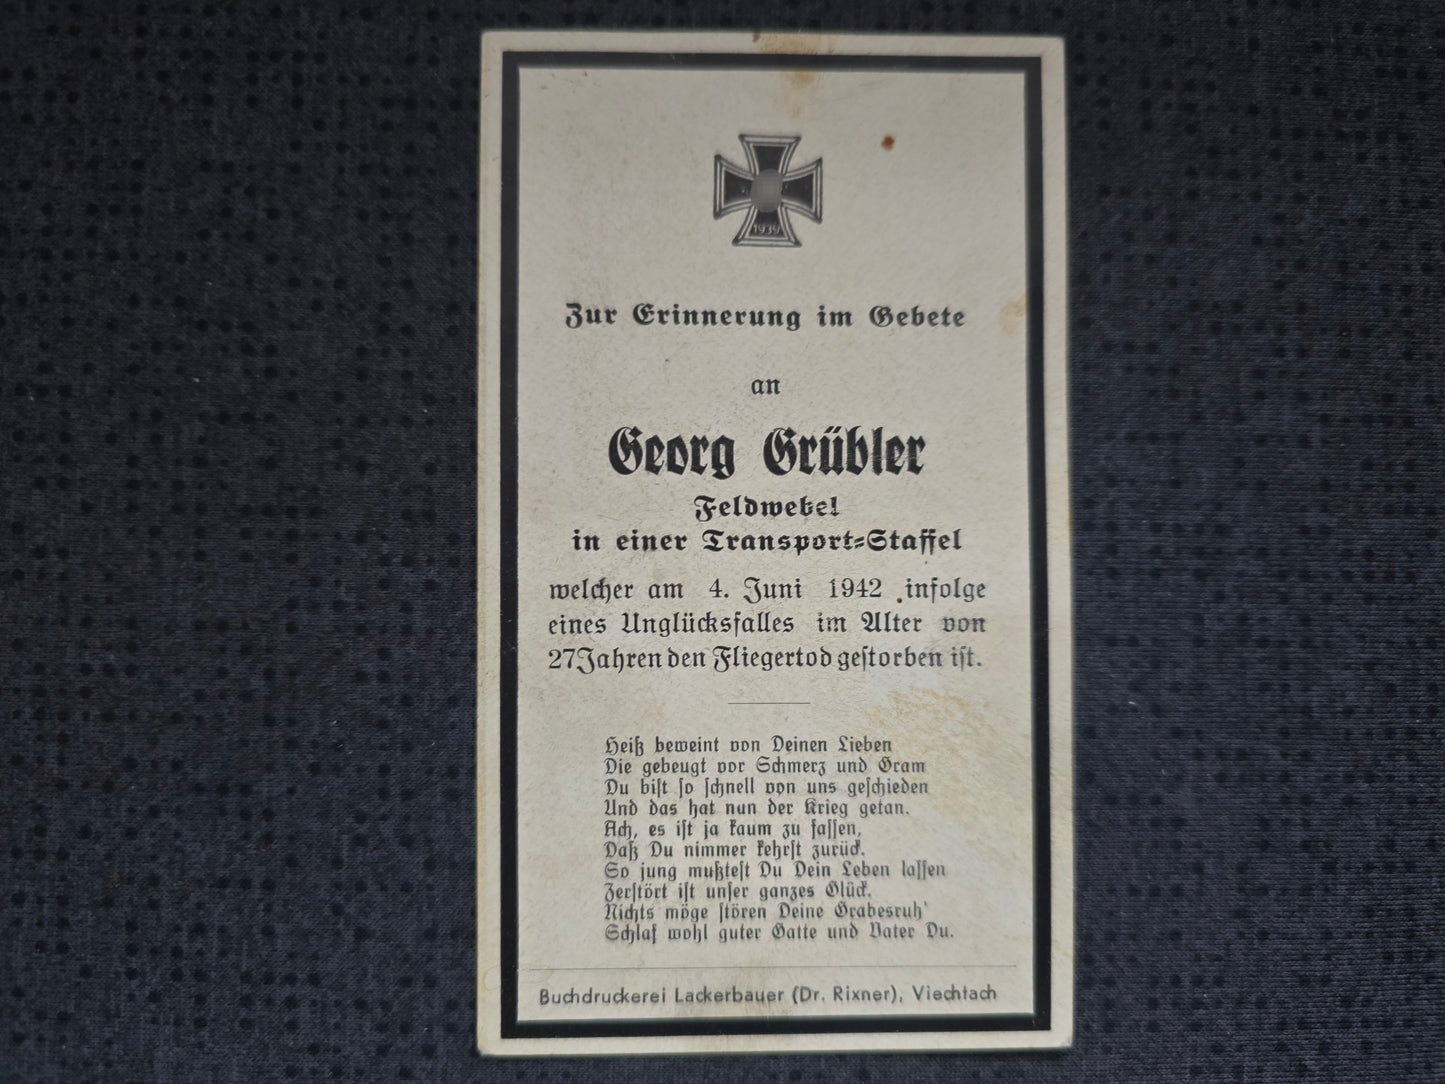 1939
Zur Erinnerung im Gebete
an
Georg Grübler
Feldwebel
in einer Transport-Staffel
welcher am 4. Juni 1942 infolge
eines Unglücksfalles im Alter von
27 Jahren den Fliegertod gestorben ist.
Heiß beweint von Deinen Lieben
Die gebeugt vor Schmerz und Gram
Du bist so schnell von uns geschieden
Und das hat nun der Krieg getan.
Ach, es ist ja kaum zu fassen,
Daß Du nimmer kehrst zurück.
So jung mußtest Du Dein Leben lassen
Zerstört ist unser ganzes Glück.
Nichts möge stören Deine Grabesruh'
Schlaf wohl guter Gatte und Vater Du.
Buchdruckerei Lackerbauer (Dr. Rixner), Viechtach